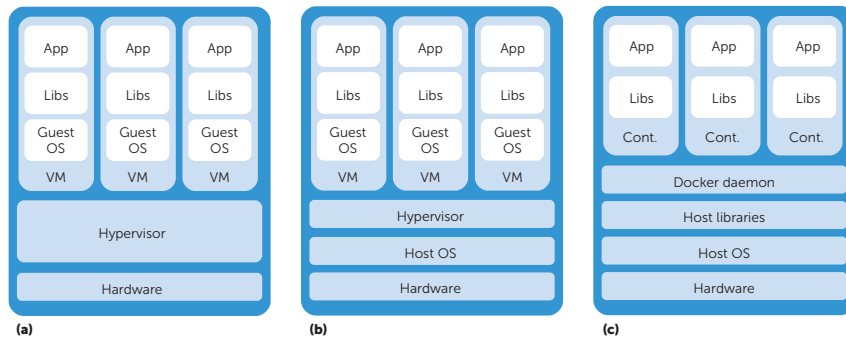 App App App
Libs Libs Libs
Guest Guest Guest
OS OS OS
VM VM VM
Hypervisor
Hardware
(a)
App App App
Libs Libs Libs
Guest Guest Guest
OS OS OS
VM VM VM
Hypervisor
Host OS
Hardware
(b)
App App App
Libs Libs Libs
Cont. Cont. Cont.
Docker daemon
Host libraries
Host OS
Hardware
(c)